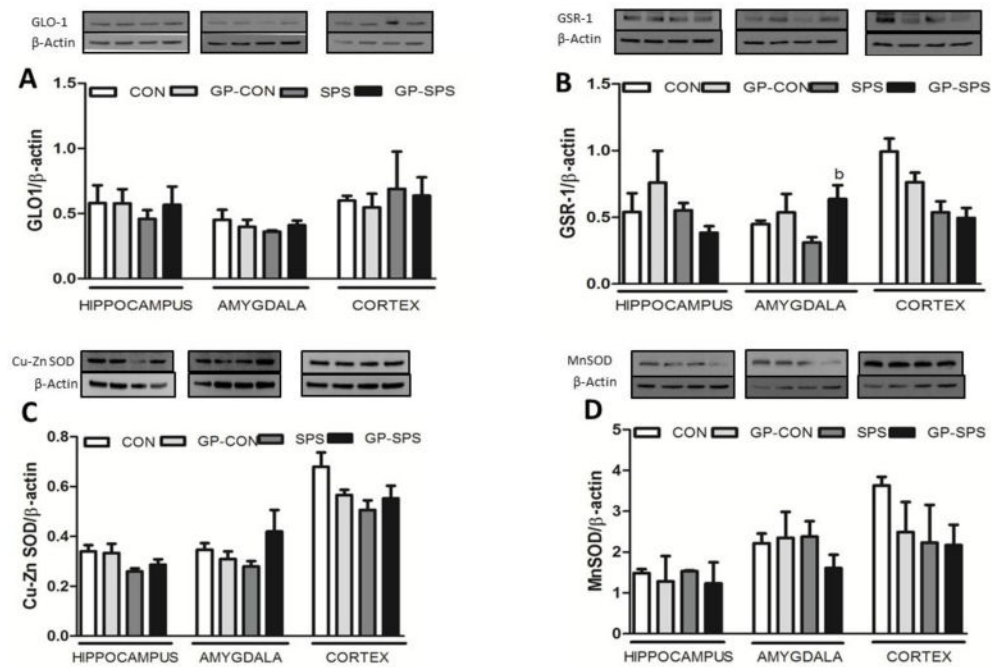 GLO-1
β-Actin
A
1.5
CON
GP-CON
SPS
GP-SPS
1.0
0.5
0.0
GLO1/β-actin
HIPPOCAMPUS
AMYGDALA
CORTEX
GSR-1
β-Actin
B
1.5
CON
GP-CON
SPS
GP-SPS
1.0
b
0.5
0.0
GSR-1/β-actin
HIPPOCAMPUS
AMYGDALA
CORTEX
Cu-Zn SOD
β-Actin
C
0.8
CON
GP-CON
SPS
GP-SPS
0.6
0.4
0.2
0.0
Cu-Zn SOD/β-actin
HIPPOCAMPUS
AMYGDALA
CORTEX
MnSOD
β-Actin
D
5
CON
GP-CON
SPS
GP-SPS
4
3
2
1
0
MnSOD/β-actin
HIPPOCAMPUS
AMYGDALA
CORTEX